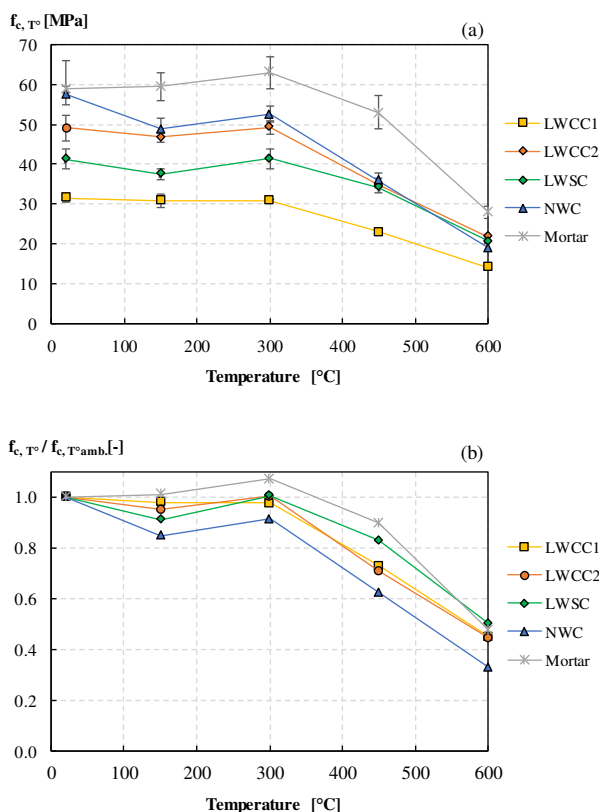 f_c, T° [MPa]
(a)
70
60
50
40
30
20
10
0
0 100 200 300 400 500 600
Temperature [°C]
LWCC1
LWCC2
LWSC
NWC
Mortar
f_c, T° / f_c, T°amb.[-]
(b)
1.0
0.8
0.6
0.4
0.2
0.0
0 100 200 300 400 500 600
Temperature [°C]
LWCC1
LWCC2
LWSC
NWC
Mortar